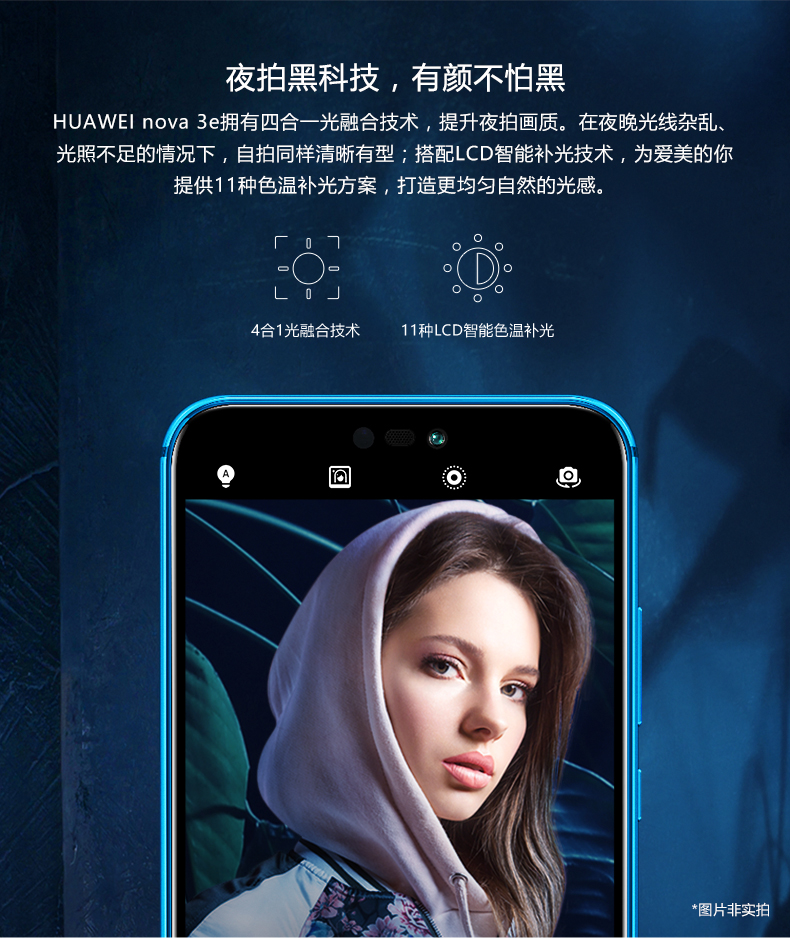 夜拍黑科技，有颜不怕黑
HUAWEI nova 3e拥有四合一光融合技术，提升夜拍画质。在夜晚光线杂乱、
光照不足的情况下，自拍同样清晰有型；搭配LCD智能补光技术，为爱美的你
提供11种色温补光方案，打造更均匀自然的光感。
4合1光融合技术
11种LCD智能色温补光
A
*图片非实拍